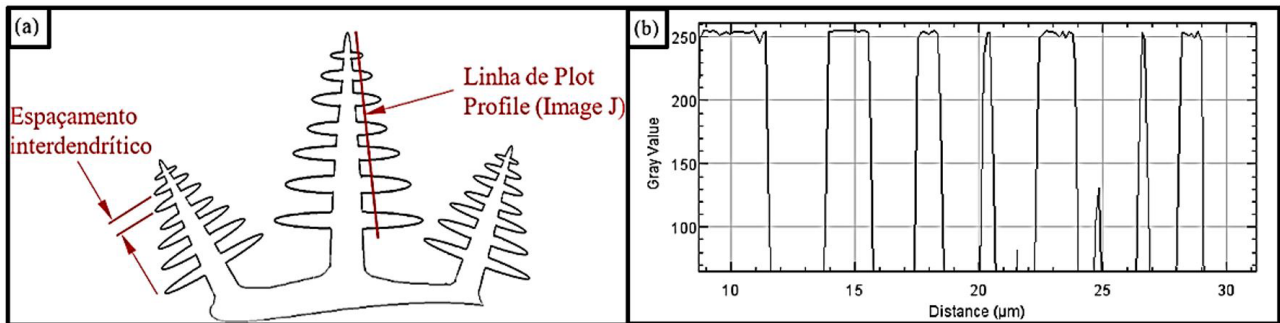 (a)
Espaçamento
interdendrítico
Linha de Plot
Profile (Image J)
(b)
250
200
150
100
Gray Value
10
15
20
25
30
Distance (µm)